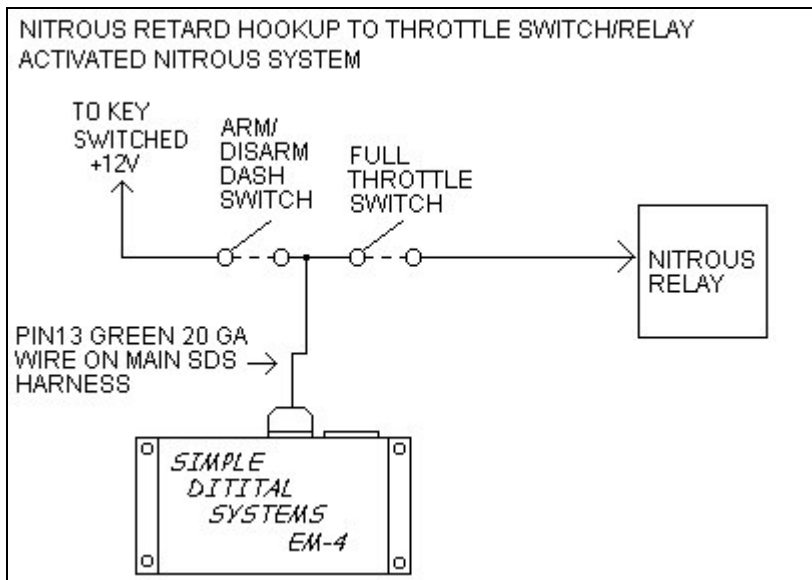 NITROUS RETARD HOOKUP TO THROTTLE SWITCH/RELAY
ACTIVATED NITROUS SYSTEM
TO KEY
SWITCHED
+12V
ARM/
DISARM
DASH
SWITCH
FULL
THROTTLE
SWITCH
NITROUS
RELAY
PIN13 GREEN 20 GA
WIRE ON MAIN SDS
HARNESS
SIMPLE
DITITAL
SYSTEMS
EM-4